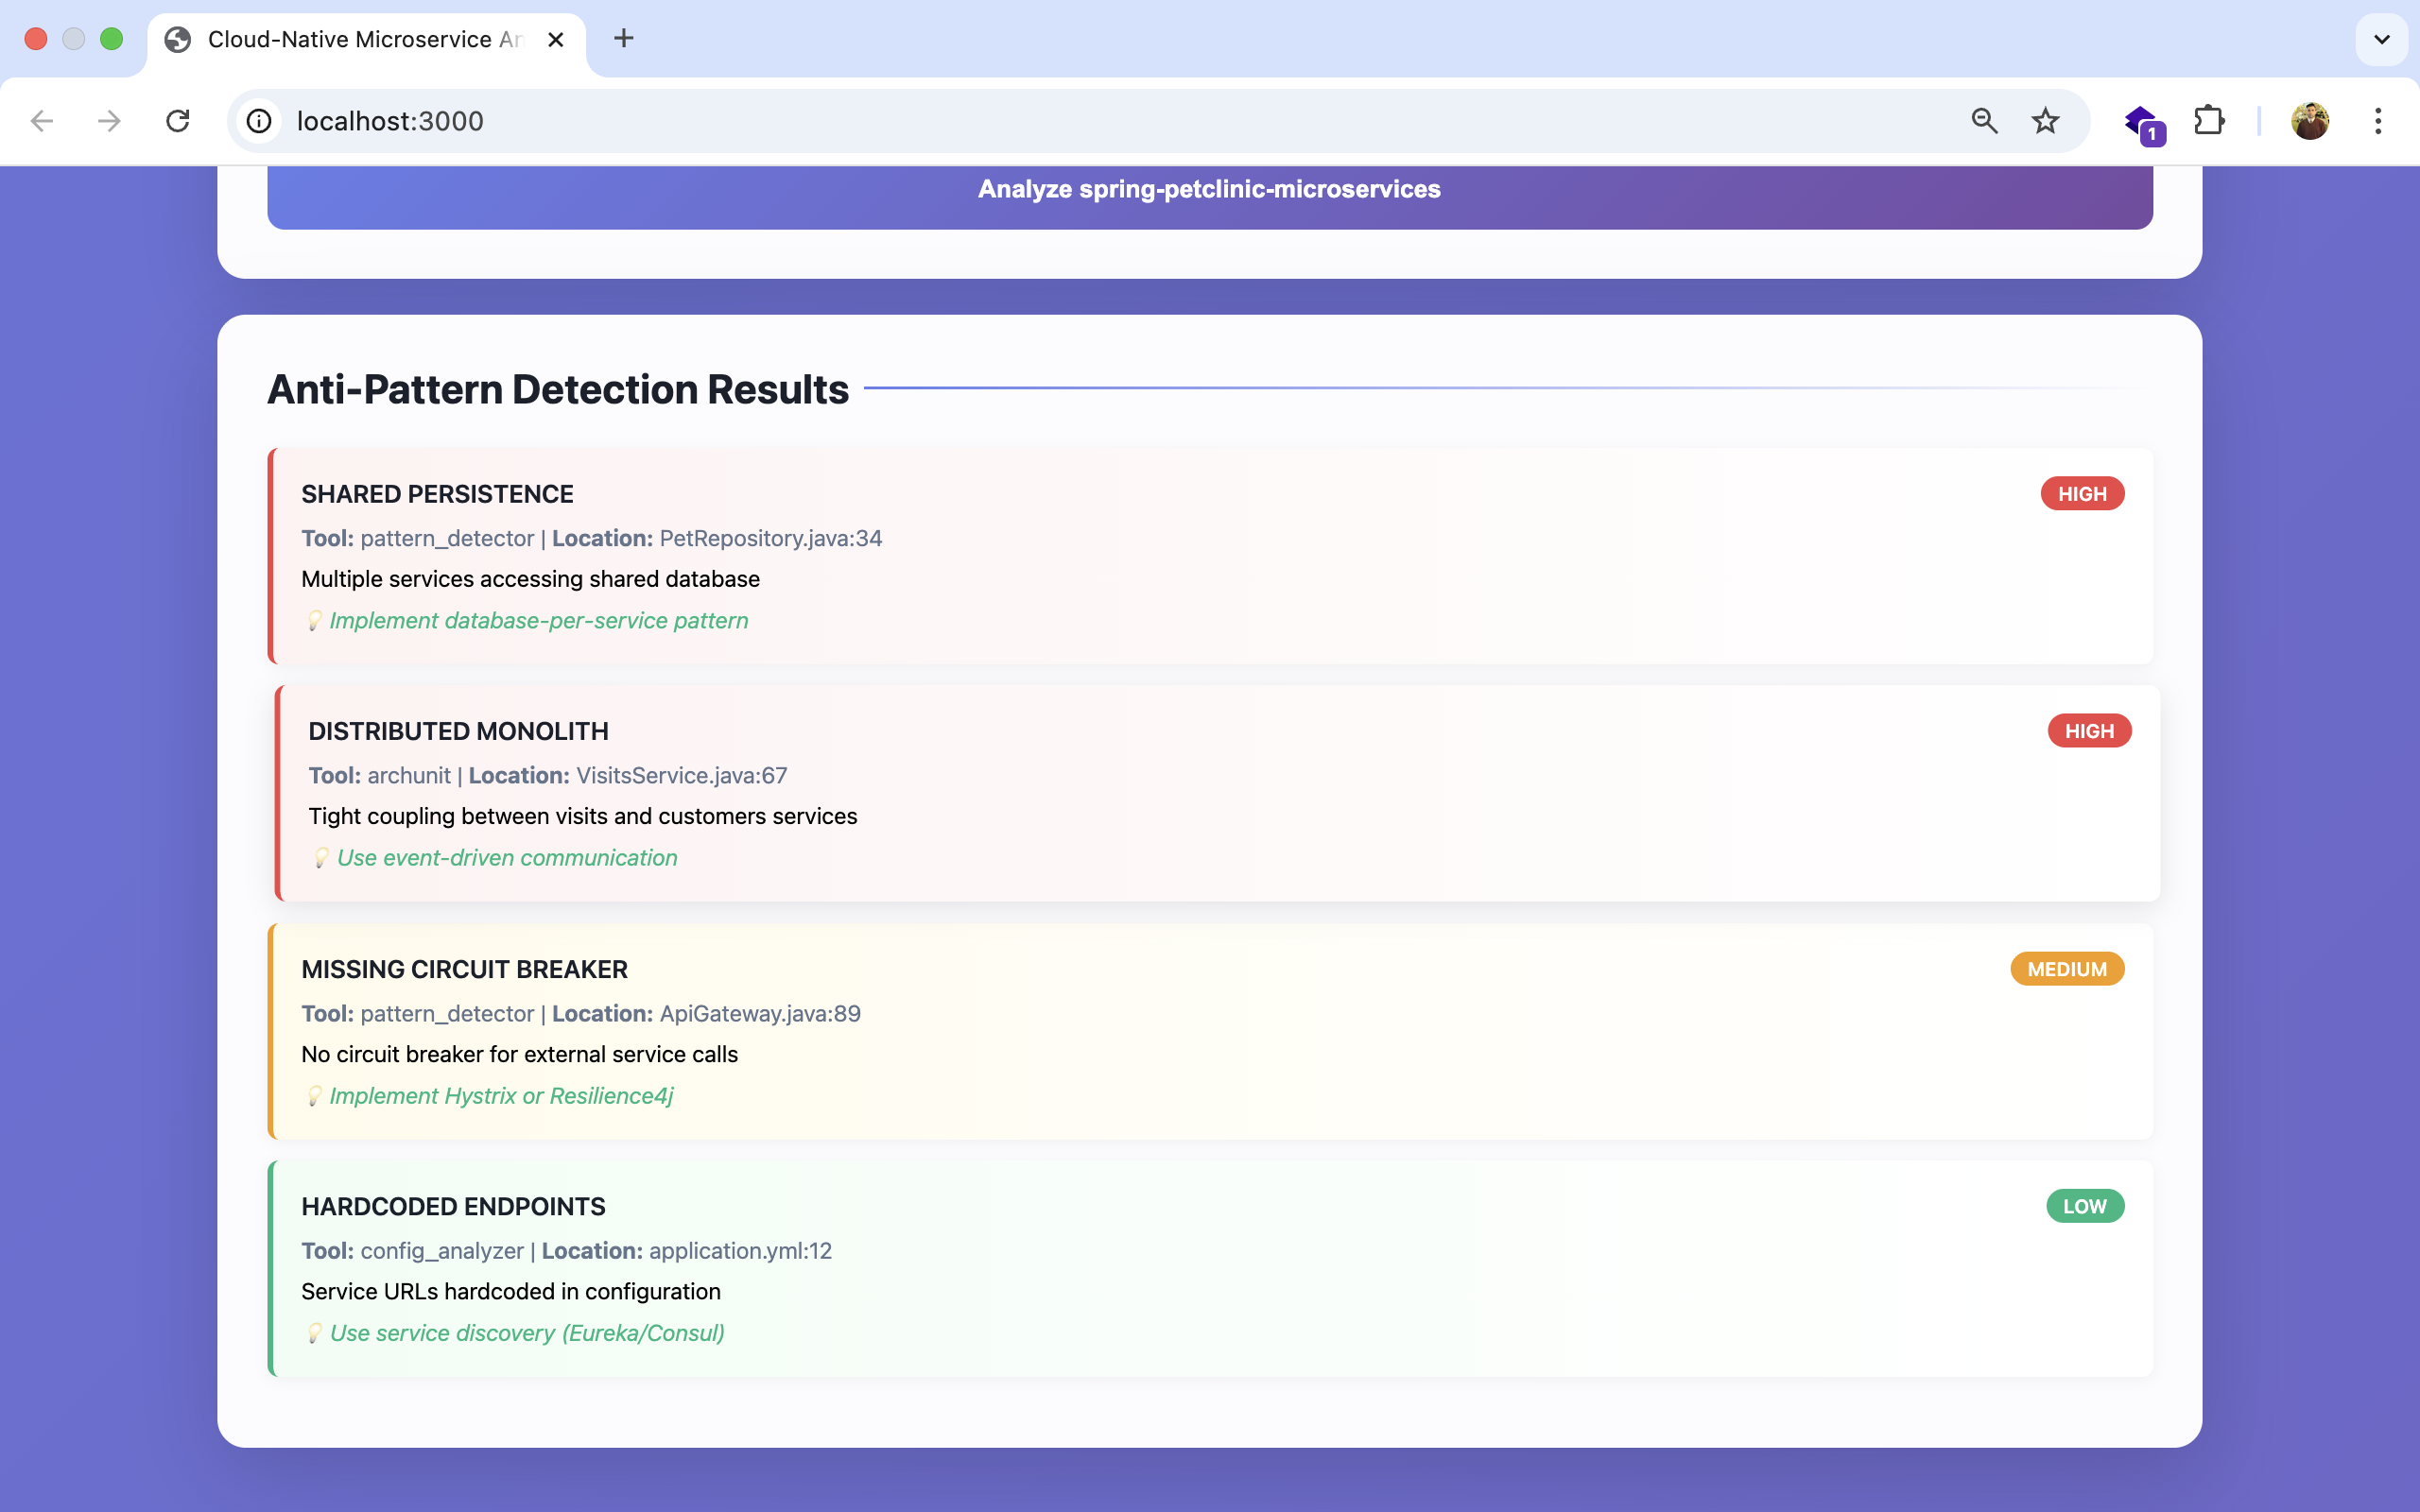 Cloud-Native Microservice An
localhost:3000
1
Analyze spring-petclinic-microservices
Anti-Pattern Detection Results
SHARED PERSISTENCE
HIGH
Tool: pattern_detector | Location: PetRepository.java:34
Multiple services accessing shared database
💡 Implement database-per-service pattern
DISTRIBUTED MONOLITH
HIGH
Tool: archunit | Location: VisitsService.java:67
Tight coupling between visits and customers services
💡 Use event-driven communication
MISSING CIRCUIT BREAKER
MEDIUM
Tool: pattern_detector | Location: ApiGateway.java:89
No circuit breaker for external service calls
💡 Implement Hystrix or Resilience4j
HARDCODED ENDPOINTS
LOW
Tool: config_analyzer | Location: application.yml:12
Service URLs hardcoded in configuration
💡 Use service discovery (Eureka/Consul)